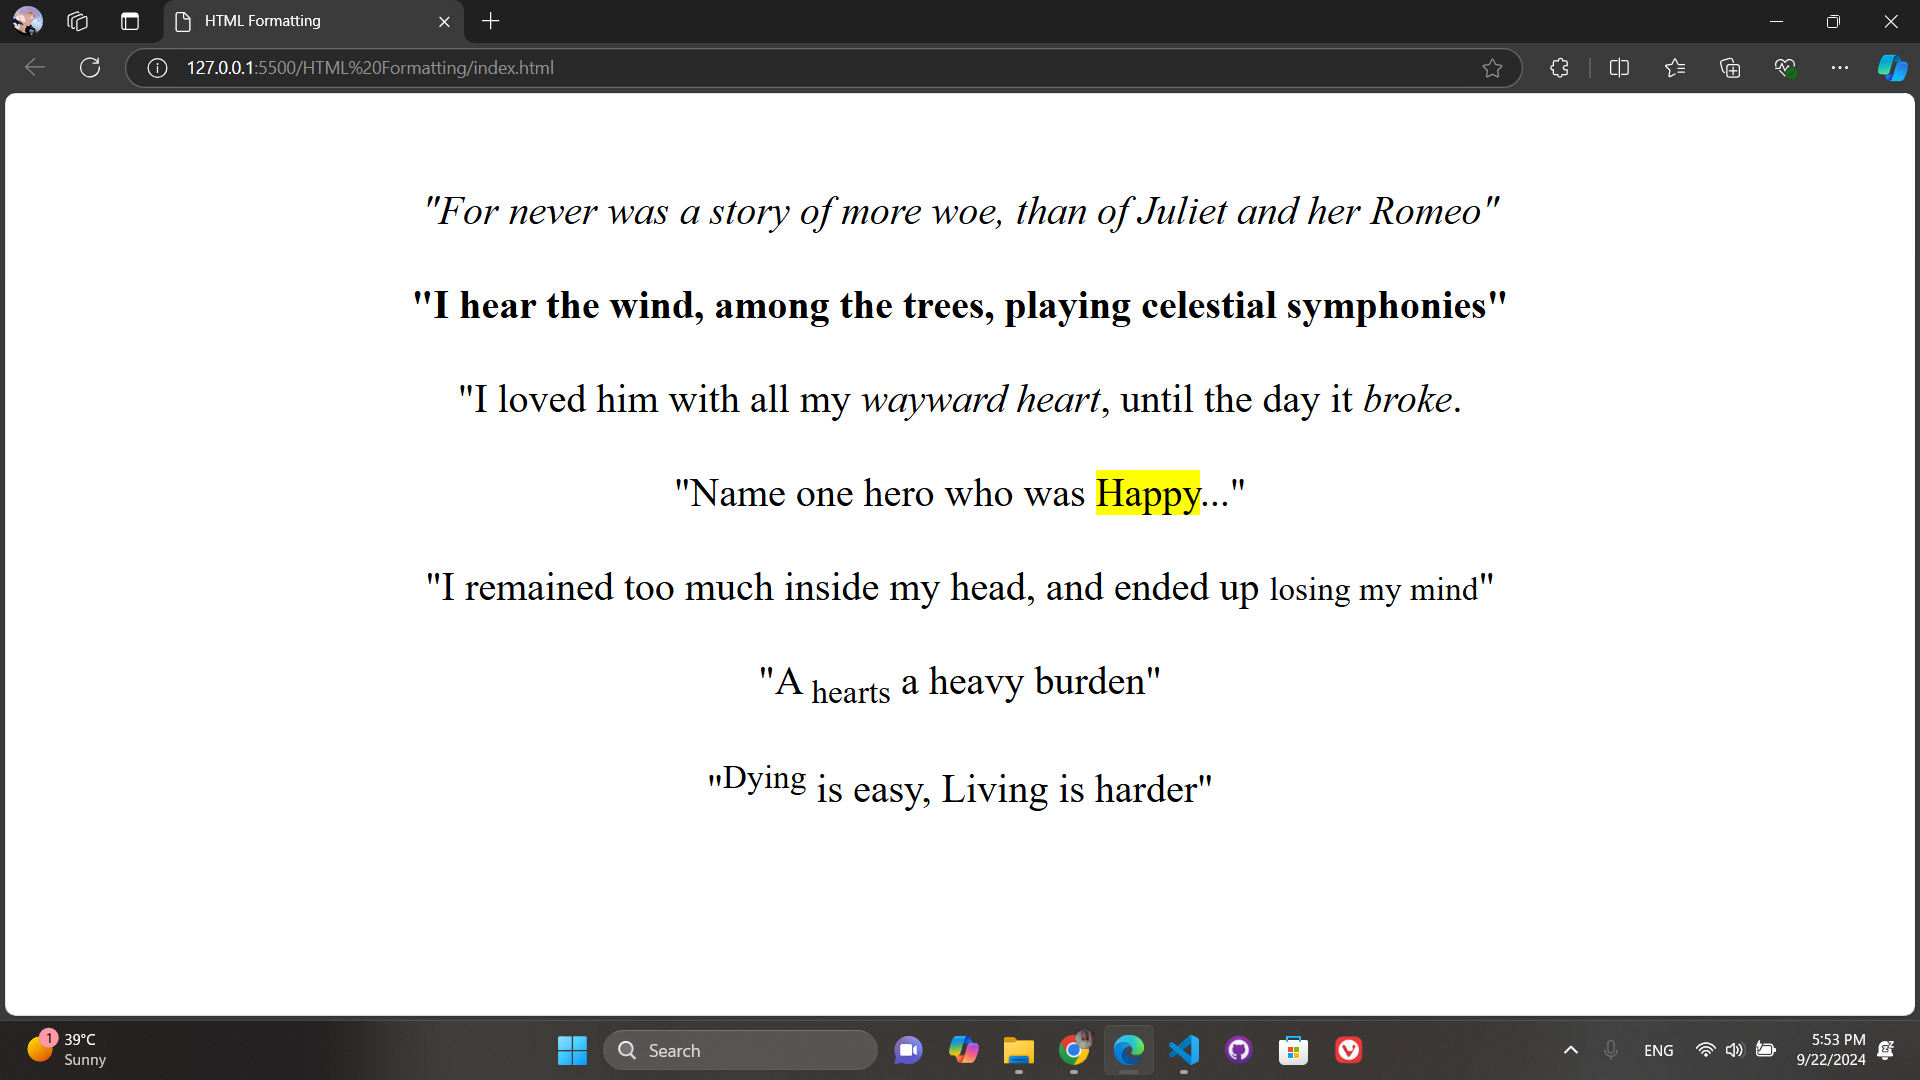 HTML Formatting
127.0.0.1:5500/HTML%20Formatting/index.html
"For never was a story of more woe, than of Juliet and her Romeo"
"I hear the wind, among the trees, playing celestial symphonies"
"I loved him with all my wayward heart, until the day it broke.
"Name one hero who was Happy..."
"I remained too much inside my head, and ended up losing my mind"
"A hearts a heavy burden"
"Dying is easy, Living is harder"
1
39°C
Sunny
Search
ENG
5:53 PM
9/22/2024